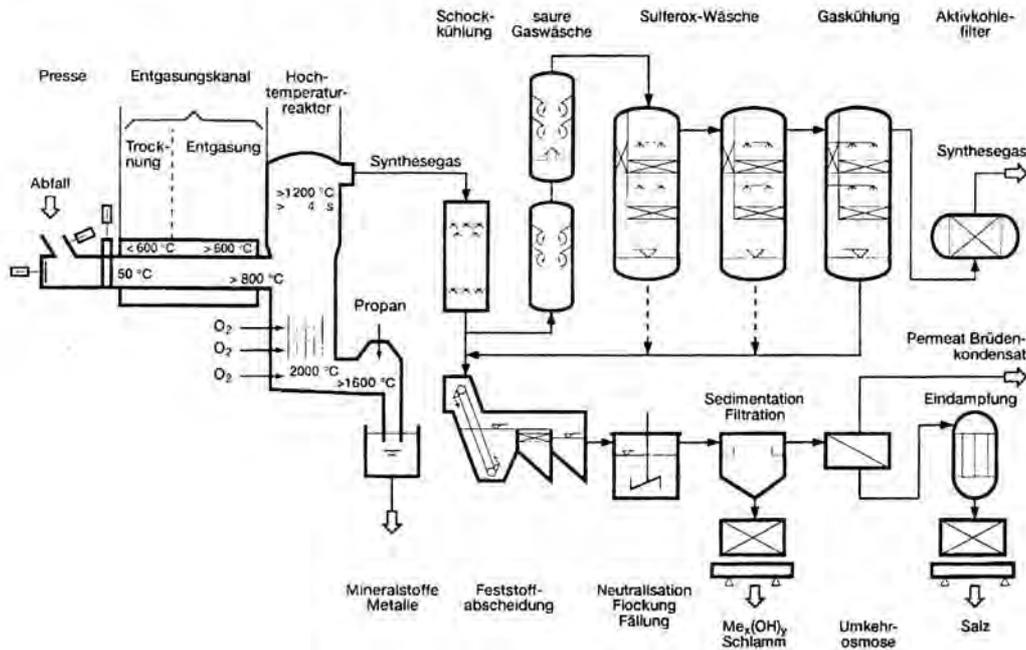 Schock-
kühlung
saure
Gaswäsche
Sulferox-Wäsche
Gaskühlung
Aktivkohle-
filter
Presse
Entgasungskanal
Hoch-
temperatur-
reaktor
Trock-
nung
Entgasung
Synthesegas
Synthesegas
Abfall
>1200 °C
> 4 s
<600 °C
>600 °C
50 °C
>800 °C
Propan
O₂
O₂
O₂
2000 °C
>1600 °C
Permeat Brüden-
kondensat
Sedimentation
Filtration
Eindampfung
Mineralstoffe
Metalle
Feststoff-
abscheidung
Neutralisation
Flockung
Fällung
Meₓ(OH)ᵧ
Schlamm
Umkehr-
osmose
Salz